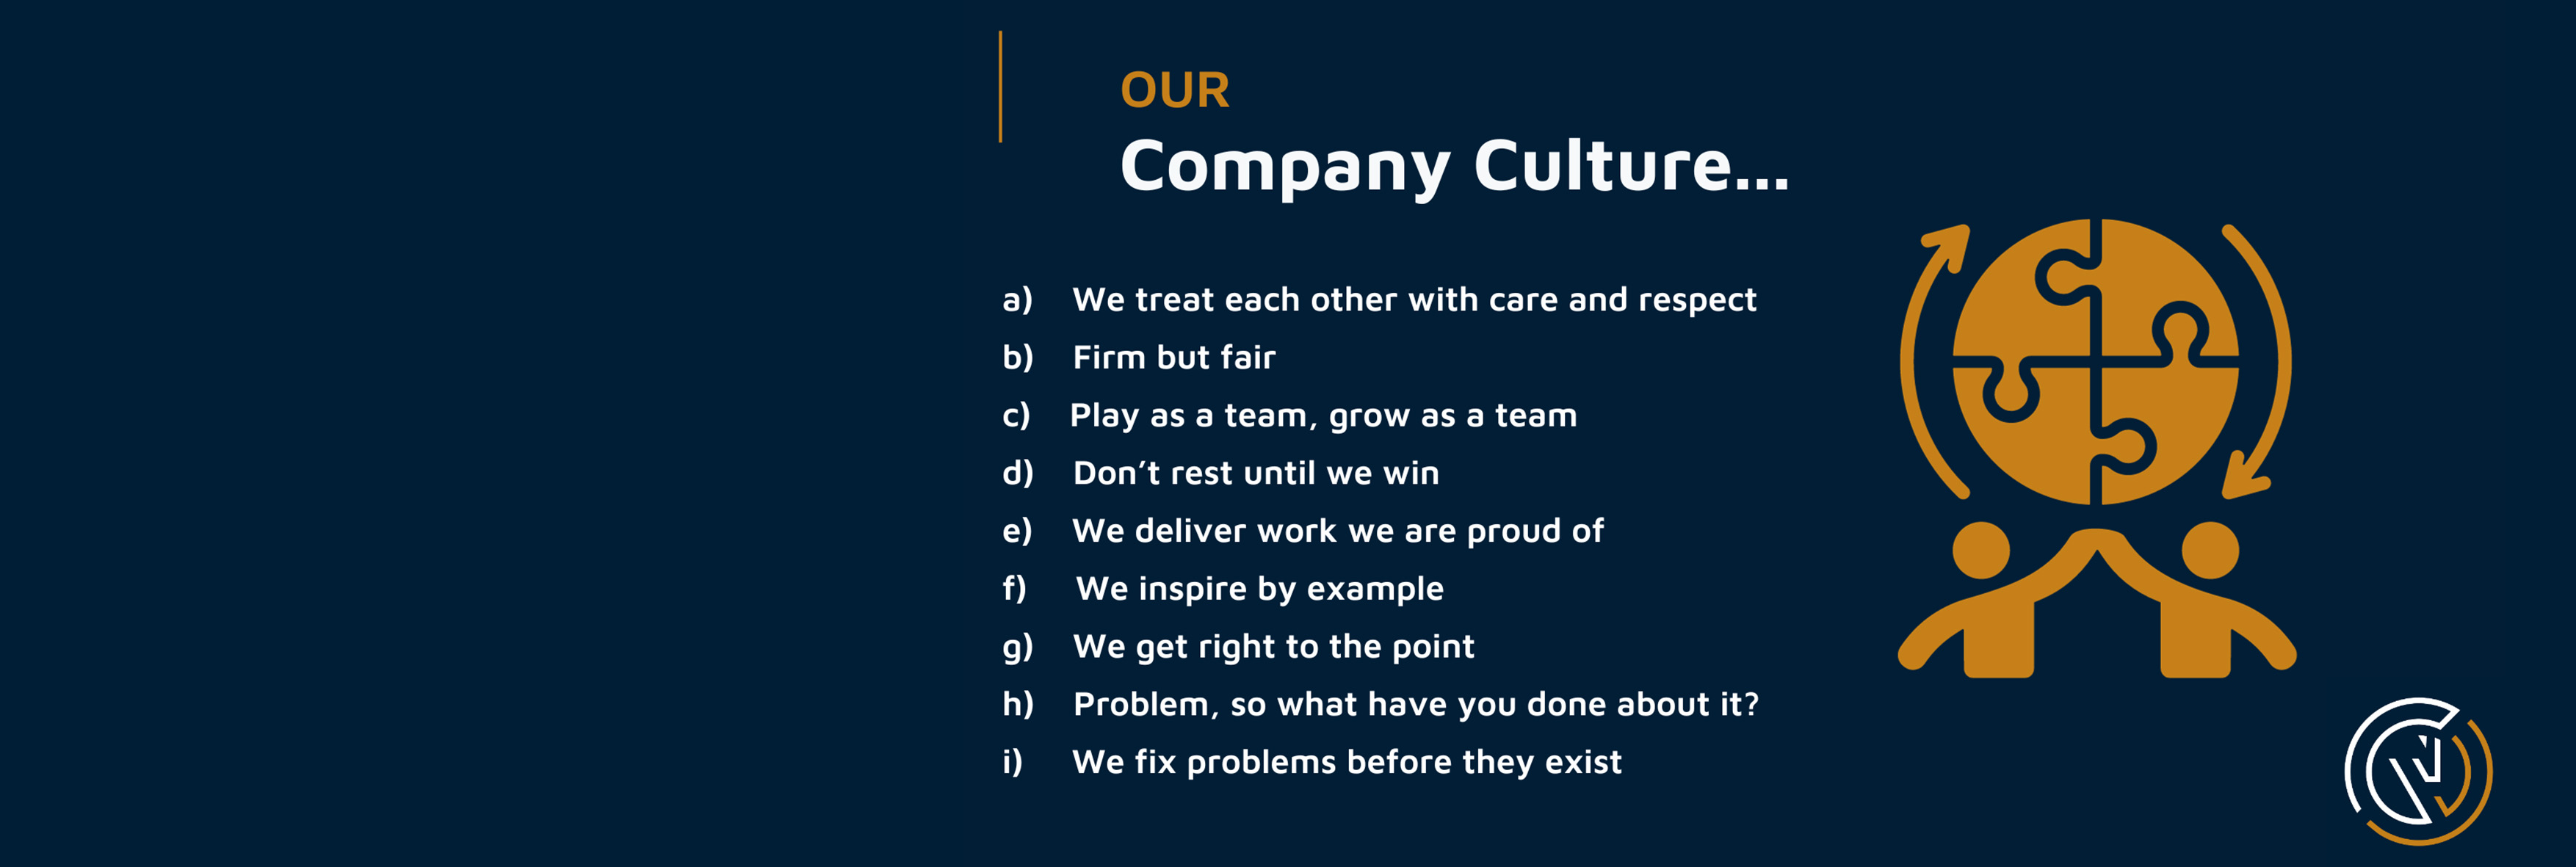 OUR
Company Culture...
a) We treat each other with care and respect
b) Firm but fair
c) Play as a team, grow as a team
d) Don’t rest until we win
e) We deliver work we are proud of
f) We inspire by example
g) We get right to the point
h) Problem, so what have you done about it?
i) We fix problems before they exist